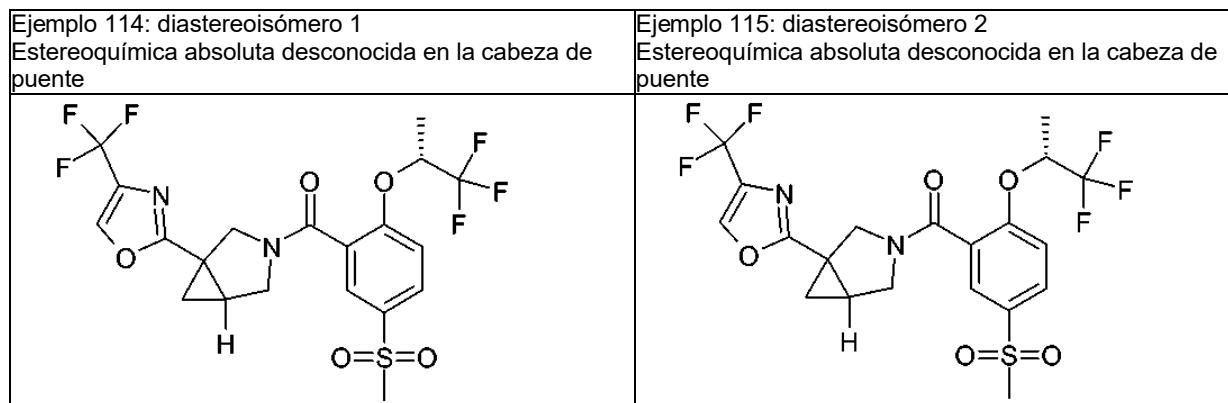 Ejemplo 114: diastereoisómero 1
Estereoquímica absoluta desconocida en la cabeza de
puente
Ejemplo 115: diastereoisómero 2
Estereoquímica absoluta desconocida en la cabeza de
puente
F F
F
N
O
N
O
O
F
F
F
H
O=S=O
F F
F
N
O
N
O
O
F
F
F
H
O=S=O